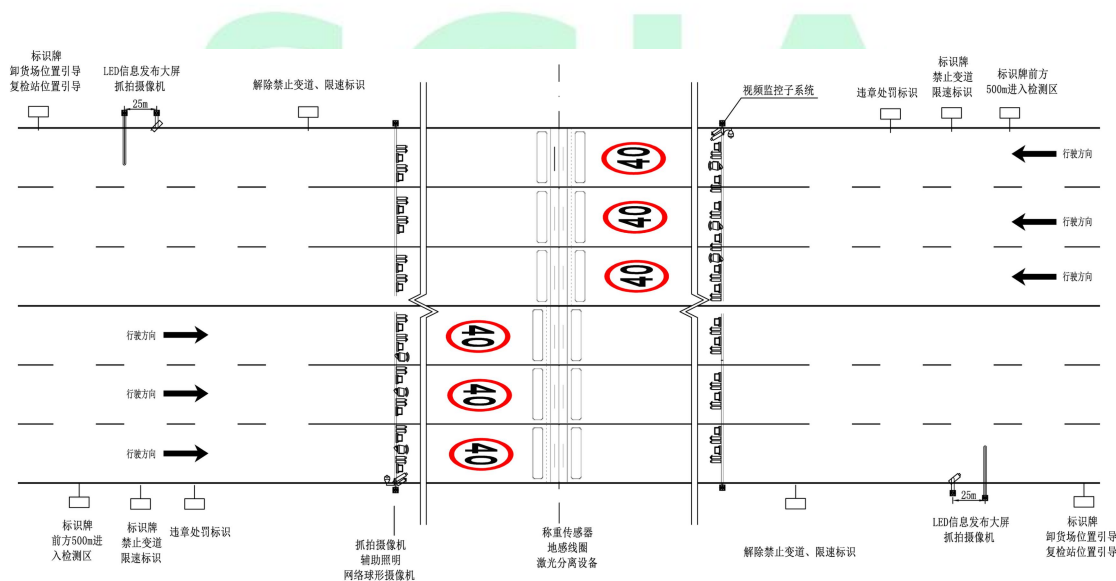 标识牌
卸货场位置引导
复检站位置引导
LED信息发布大屏
抓拍摄像机
25m
解除禁止变道、限速标识
视频监控子系统
违章处罚标识
标识牌
禁止变道
限速标识
标识牌前方
500m进入检测区
40
行驶方向
40
行驶方向
40
行驶方向
行驶方向
40
行驶方向
40
行驶方向
40
标识牌
前方500m进
入检测区
标识牌
禁止变道
限速标识
违章处罚标识
抓拍摄像机
辅助照明
网络球形摄像机
称重传感器
地感线圈
激光分离设备
解除禁止变道、限速标识
25m
LED信息发布大屏
抓拍摄像机
标识牌
卸货场位置引导
复检站位置引导